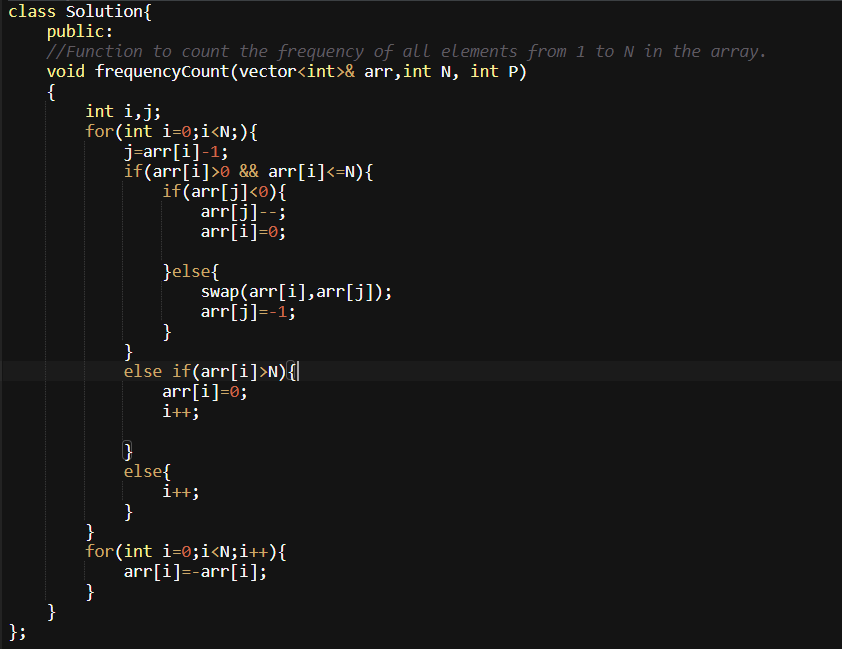 class Solution{
    public:
    //Function to count the frequency of all elements from 1 to N in the array.
    void frequencyCount(vector<int>& arr,int N, int P)
    {
        int i,j;
        for(int i=0;i<N;){
            j=arr[i]-1;
            if(arr[i]>0 && arr[i]<=N){
                if(arr[j]<0){
                    arr[j]--;
                    arr[i]=0;

                }else{
                    swap(arr[i],arr[j]);
                    arr[j]=-1;
                }
            }
            else if(arr[i]>N){
                arr[i]=0;
                i++;

            }
            else{
                i++;
            }
        }
        for(int i=0;i<N;i++){
            arr[i]=-arr[i];
        }
    }
};